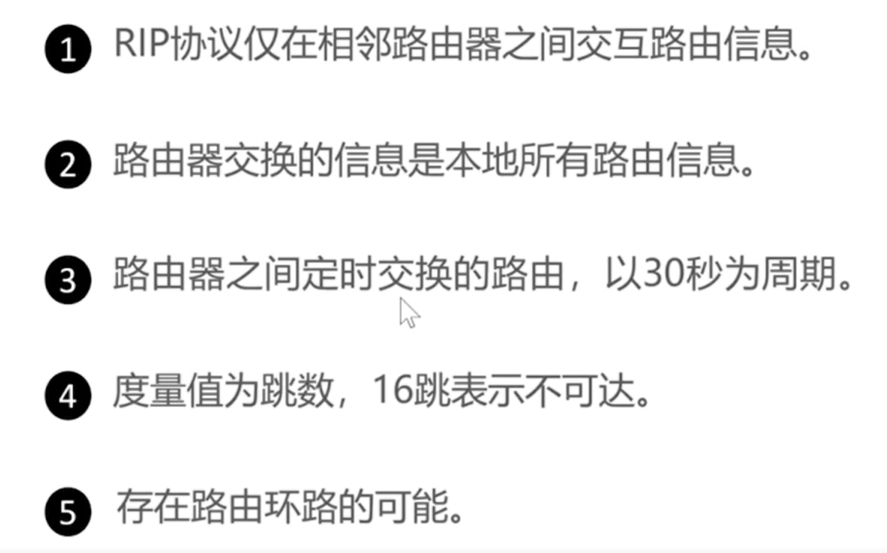 1 RIP协议仅在相邻路由器之间交互路由信息。
2 路由器交换的信息是本地所有路由信息。
3 路由器之间定时交换的路由，以30秒为周期。
4 度量值为跳数，16跳表示不可达。
5 存在路由环路的可能。